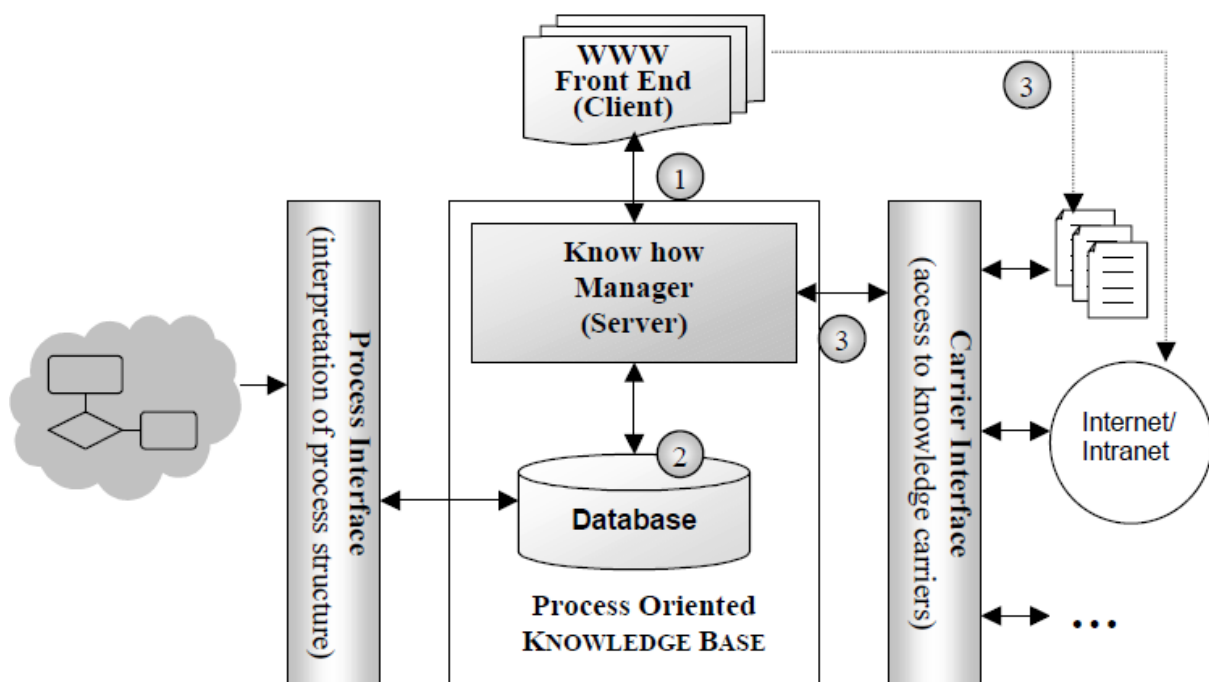 WWW
Front End
(Client)
3
1
Know how
Manager
(Server)
3
2
Database
Process Oriented
KNOWLEDGE BASE
Process Interface
(interpretation of process structure)
Carrier Interface
(access to knowledge carriers)
Internet/
Intranet
...